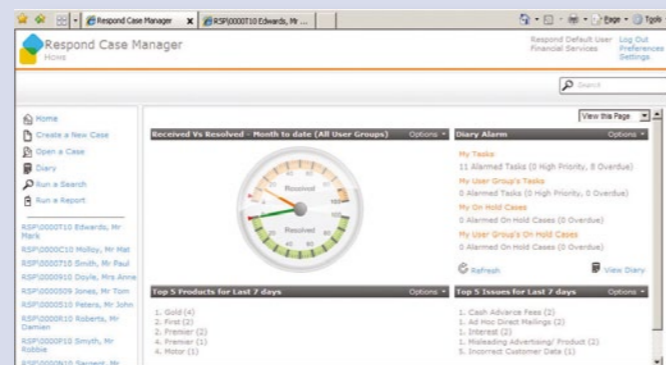 Respond Case Manager
RSP\0000T10 Edwards, Mr ...
Page
Tools
Respond Case Manager
Home
Respond Default User
Financial Services
Log Out
Preferences
Settings
Search
View this Page
Home
Create a New Case
Open a Case
Diary
Run a Search
Run a Report
RSP\0000T10 Edwards, Mr
Mark
RSP\0000C10 Molloy, Mr Mat
RSP\0000710 Smith, Mr Paul
RSP\0000910 Doyle, Mrs Anne
RSP\0000509 Jones, Mr Tom
RSP\0000S10 Peters, Mr John
RSP\0000R10 Roberts, Mr
Damien
RSP\0000P10 Smyth, Mr
Robbie
RSP\0000N10 Sargent, Mr
Received Vs Resolved - Month to date (All User Groups)
Options
Received
Resolved
Diary Alarm
Options
My Tasks
11 Alarmed Tasks (0 High Priority, 8 Overdue)
My User Group's Tasks
0 Alarmed Tasks (0 High Priority, 0 Overdue)
My On Hold Cases
0 Alarmed On Hold Cases (0 Overdue)
My User Group's On Hold Cases
0 Alarmed On Hold Cases (0 Overdue)
Refresh
View Diary
Top 5 Products for Last 7 days
Options
1. Gold (4)
2. First (2)
2. Premier (2)
4. Premier (1)
4. Motor (1)
Top 5 Issues for Last 7 days
Options
1. Cash Advance Fees (2)
1. Ad Hoc Direct Mailings (2)
1. Interest (2)
1. Misleading Advertising/ Product (2)
5. Incorrect Customer Data (1)